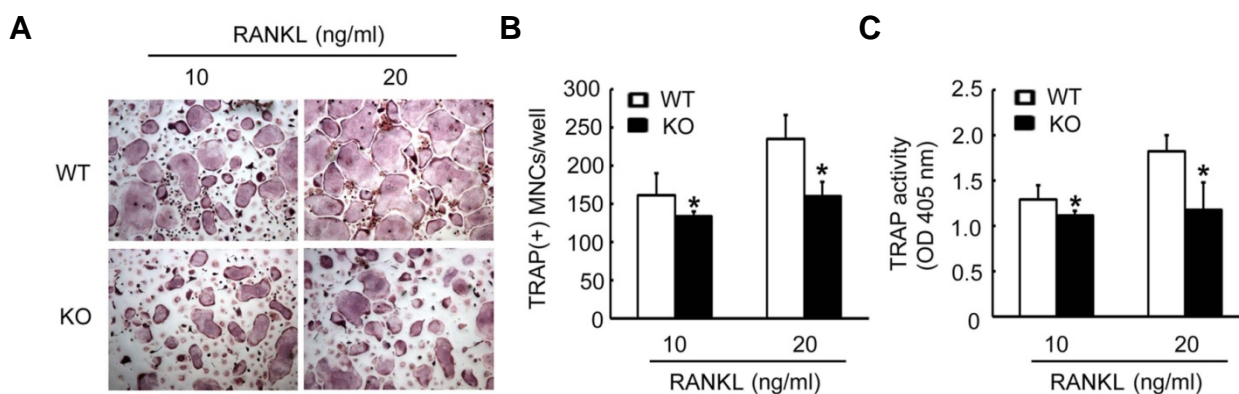 A
RANKL (ng/ml)
10
20
WT
KO
B
300
250
200
150
100
50
0
TRAP(+) MNCs/well
WT
KO
*
*
10
20
RANKL (ng/ml)
C
2.5
2.0
1.5
1.0
0.5
0
TRAP activity
(OD 405 nm)
WT
KO
*
*
10
20
RANKL (ng/ml)